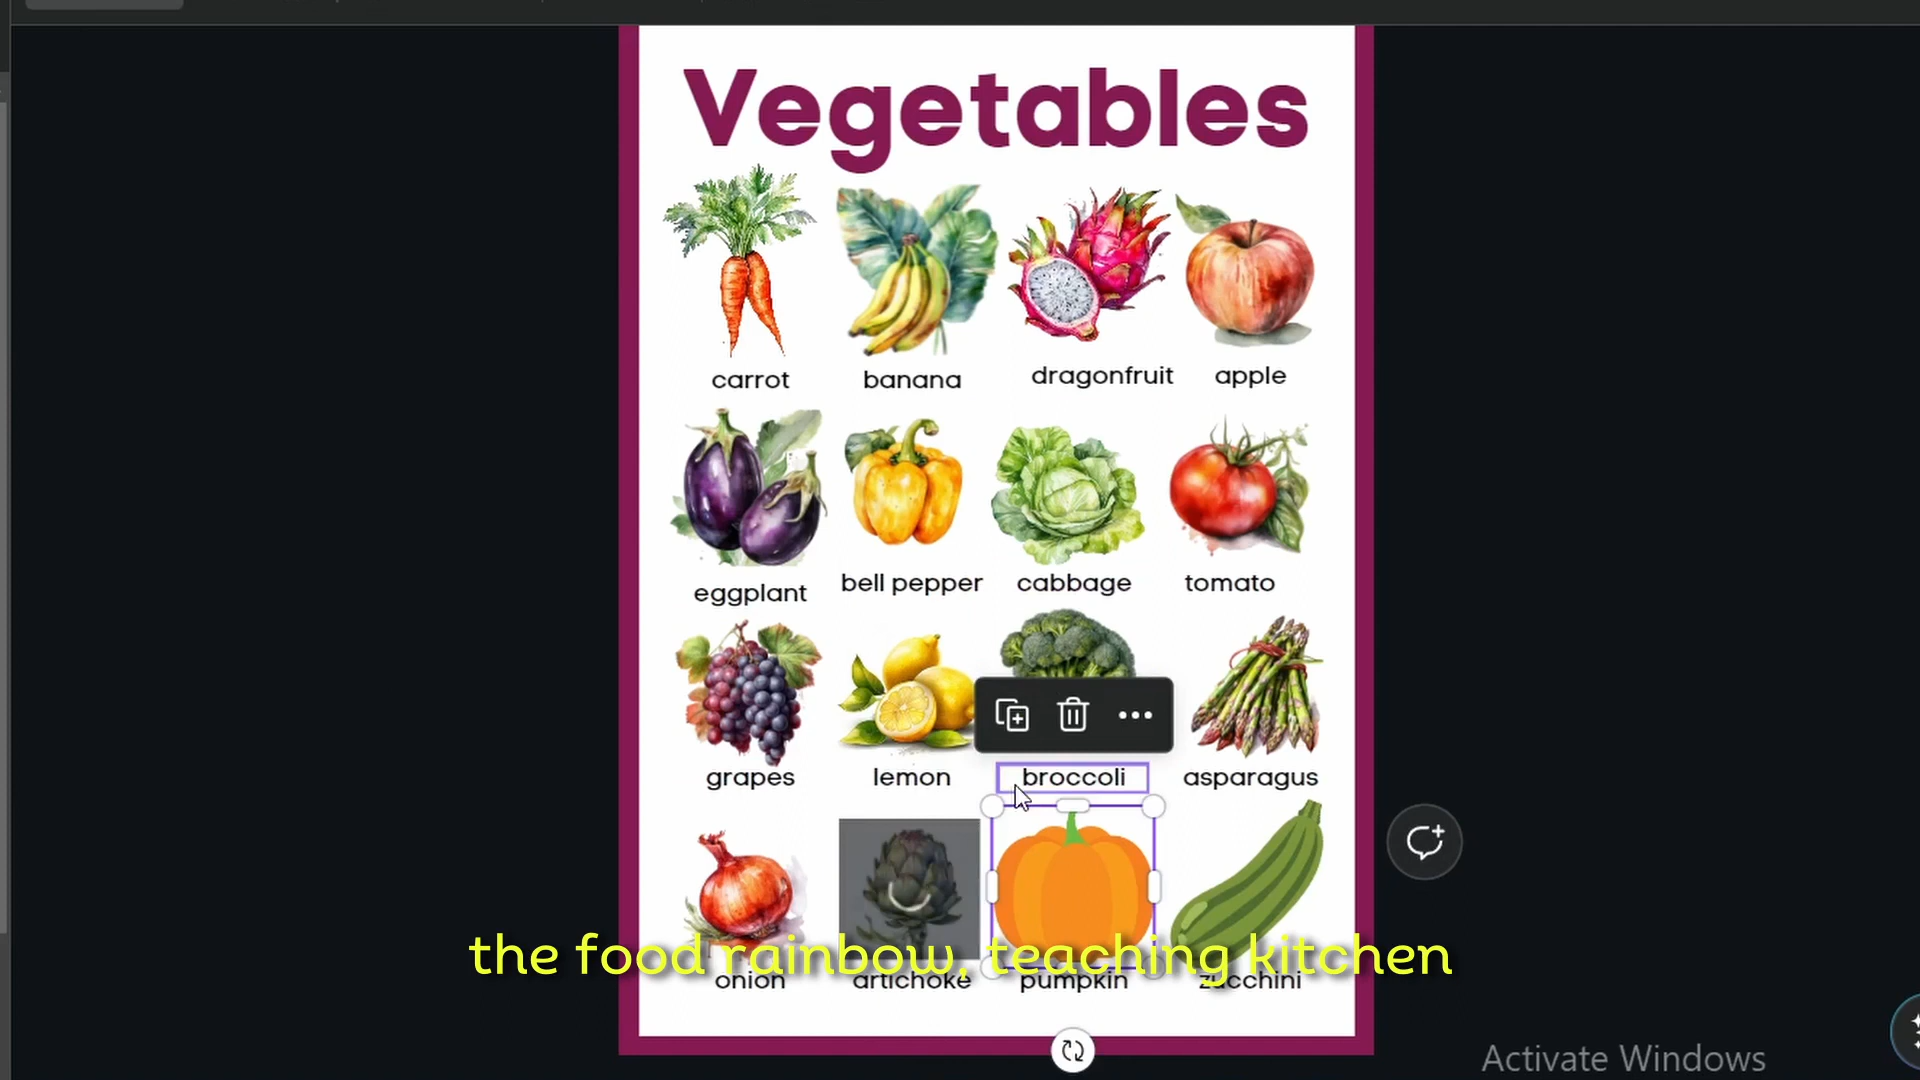 Vegetables
carrot banana dragonfruit apple
eggplant bell pepper cabbage tomato
grapes lemon broccoli asparagus
the food rainbow, teaching kitchen
onion artichoke pumpkin zucchini
Activate Windows